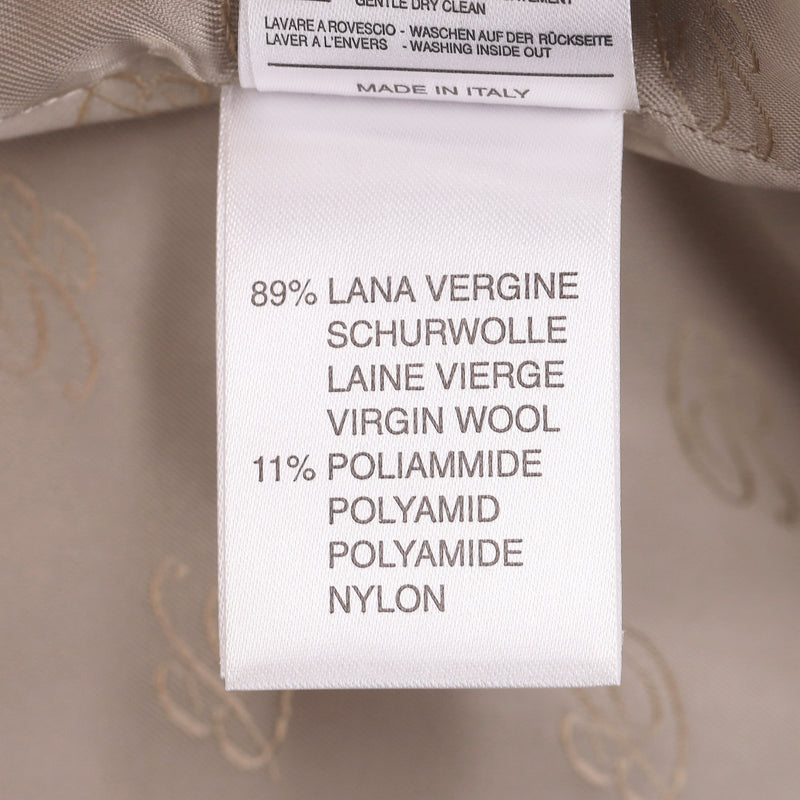 GENTLE DRY CLEAN
LAVARE A ROVESCIO - WASCHEN AUF DER RÜCKSEITE
LAVER A L'ENVERS - WASHING INSIDE OUT
MADE IN ITALY
89% LANA VERGINE
SCHURWOLLE
LAINE VIERGE
VIRGIN WOOL
11% POLIAMMIDE
POLYAMID
POLYAMIDE
NYLON